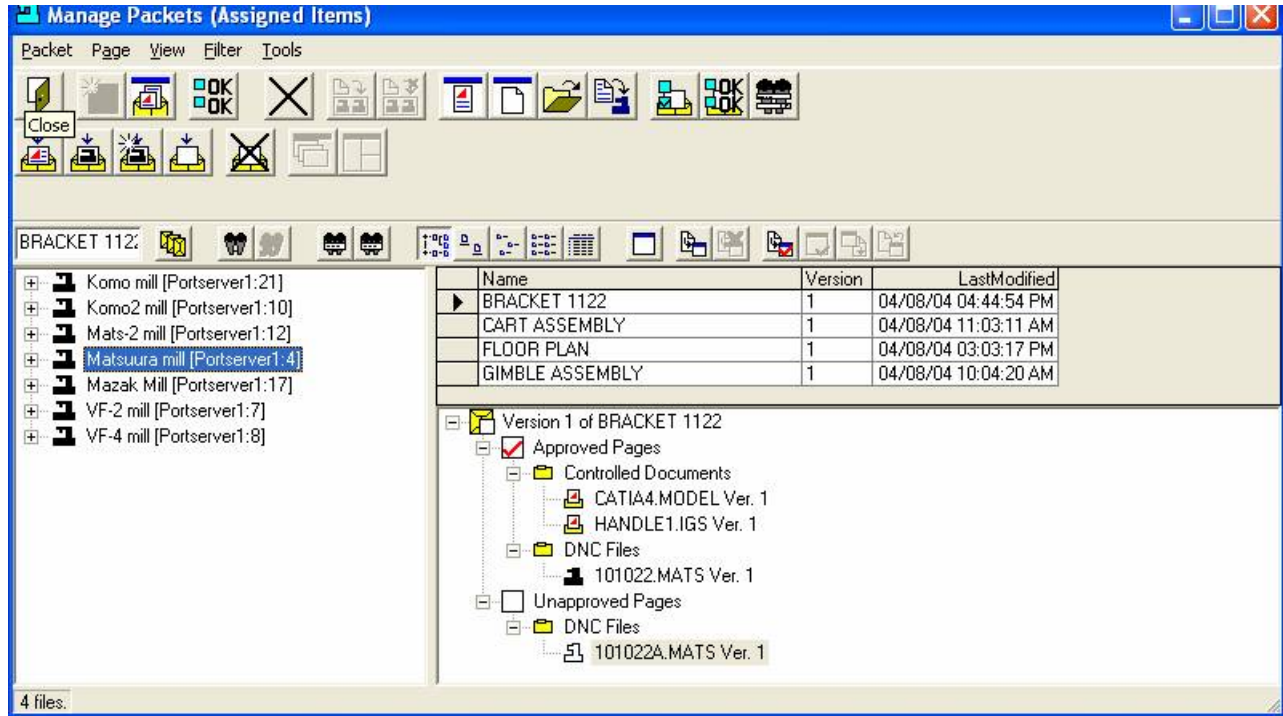 Manage Packets (Assigned Items)
Packet Page View Filter Tools
OK OK
OK OK
Close
BRACKET 112
Komo mill [Portserver1:21]
Komo2 mill [Portserver1:10]
Mats-2 mill [Portserver1:12]
Matsuura mill [Portserver1:4]
Mazak Mill [Portserver1:17]
VF-2 mill [Portserver1:7]
VF-4 mill [Portserver1:8]
Name Version LastModified
BRACKET 1122 1 04/08/04 04:44:54 PM
CART ASSEMBLY 1 04/08/04 11:03:11 AM
FLOOR PLAN 1 04/08/04 03:03:17 PM
GIMBLE ASSEMBLY 1 04/08/04 10:04:20 AM
Version 1 of BRACKET 1122
Approved Pages
Controlled Documents
CATIA4.MODEL Ver. 1
HANDLE1.IGS Ver. 1
DNC Files
101022.MATS Ver. 1
Unapproved Pages
DNC Files
101022A.MATS Ver. 1
4 files.